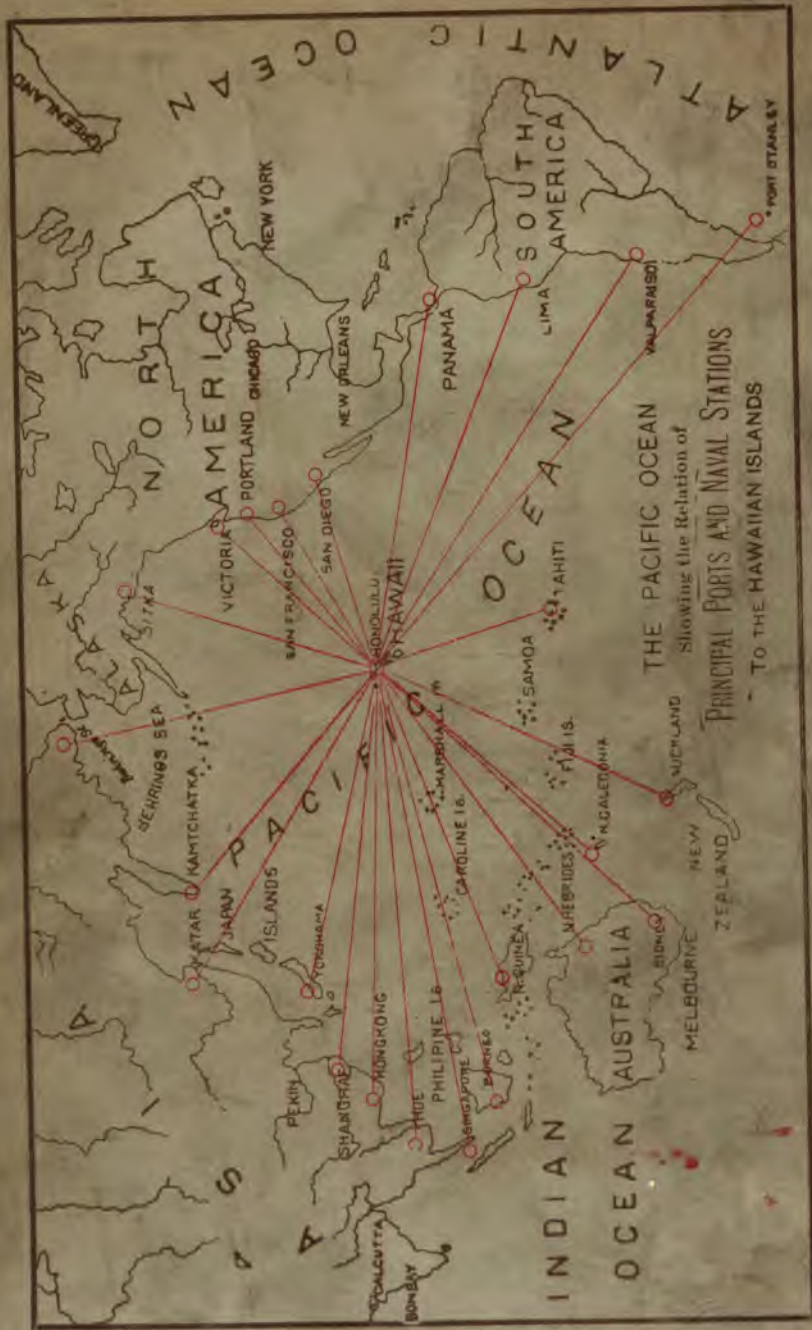 GREENLAND
ATLANTIC OCEAN
NORTH
AMERICA
NEW YORK
CHICAGO
NEW ORLEANS
PORTLAND
VICTORIA
SAN FRANCISCO
SAN DIEGO
ALASKA
SITKA
BEHRINGS SEA
KAMTCHATKA
JAPAN
ISLANDS
YOKOHAMA
ASIA
PEKIN
SHANGHAE
HONGKONG
HUE
PHILIPINE IS.
SINGAPORE
BORNEO
CALCUTTA
BOMBAY
PACIFIC
OCEAN
HONOLULU
HAWAII
MARSHALL
CAROLINE IS.
N. GUINEA
N. HEBRIDES
N. CALEDONIA
FIJI IS.
SAMOA
TAHITI
PANAMA
LIMA
SOUTH
AMERICA
VALPARAISO
PORT STANLEY
INDIAN
OCEAN
AUSTRALIA
SIDNEY
MELBOURNE
NEW
ZEALAND
AUCKLAND
THE PACIFIC OCEAN
Showing the Relation of
PRINCIPAL PORTS AND NAVAL STATIONS
TO THE HAWAIIAN ISLANDS